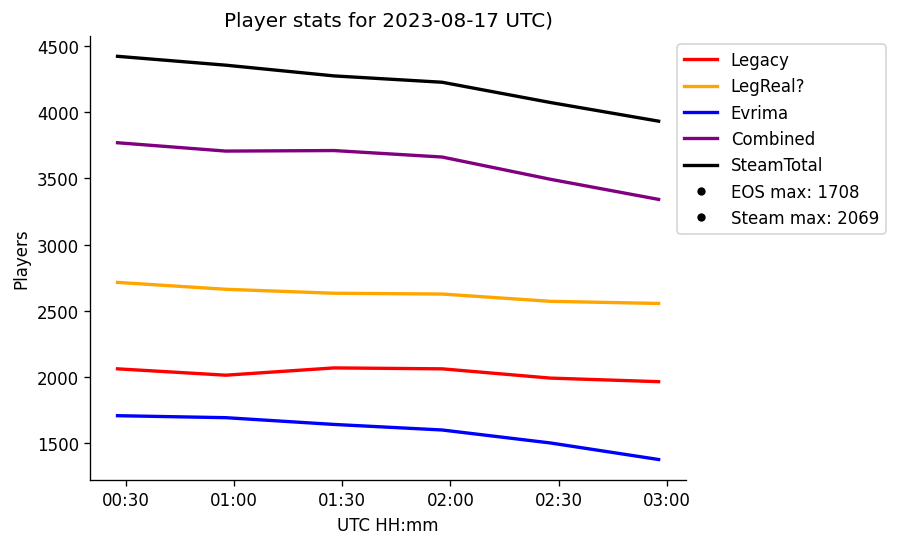 Player stats for 2023-08-17 UTC)
4500
4000
3500
3000
2500
2000
1500
Players
00:30
01:00
01:30
02:00
02:30
03:00
UTC HH:mm
Legacy
LegReal?
Evrima
Combined
SteamTotal
EOS max: 1708
Steam max: 2069